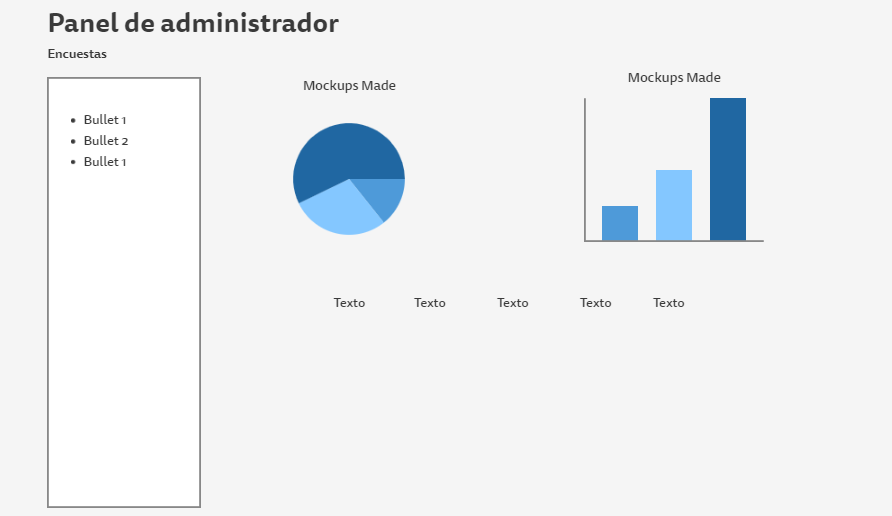 Panel de administrador
Encuestas
• Bullet 1
• Bullet 2
• Bullet 1
Mockups Made
Mockups Made
Texto Texto Texto Texto Texto